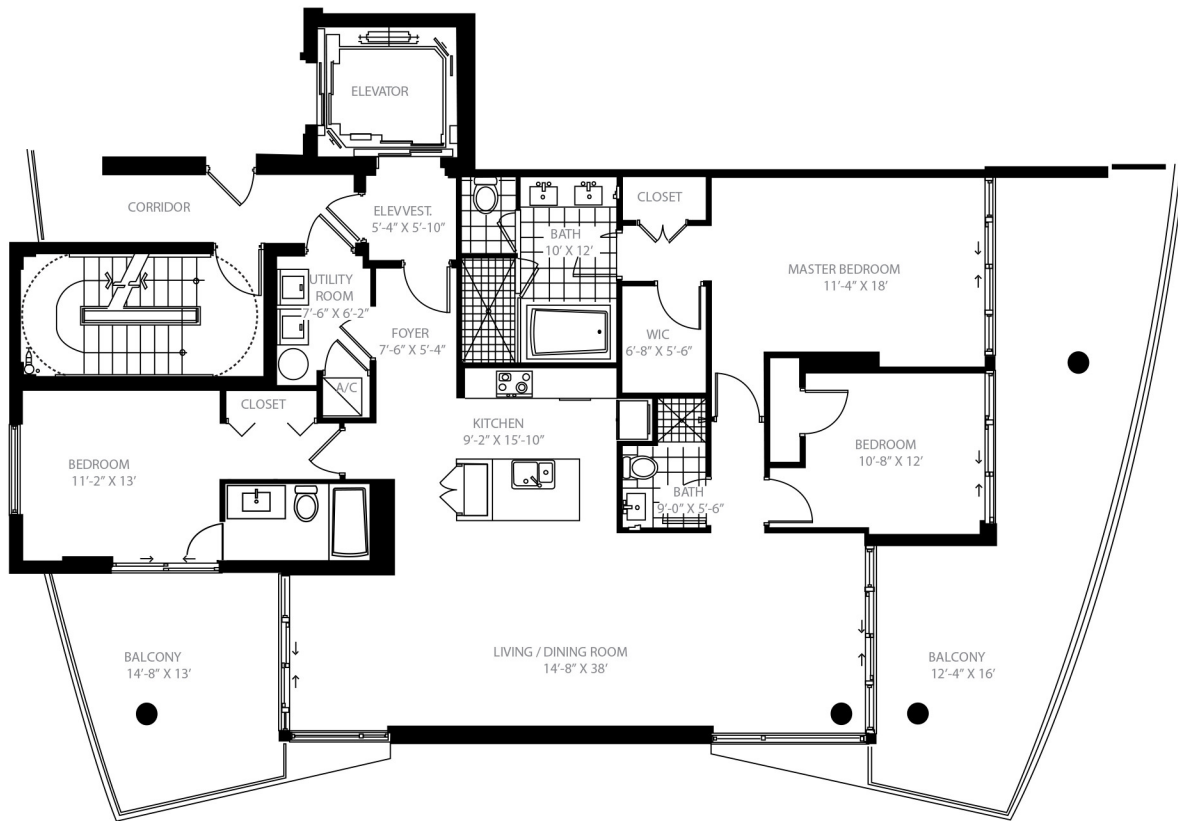 ELEVATOR
CORRIDOR
ELEV VEST.
5'-4" X 5'-10"
CLOSET
BATH
10' X 12'
MASTER BEDROOM
11'-4" X 18'
UTILITY
ROOM
7'-6" X 6'-2"
FOYER
7'-6" X 5'-4"
WIC
6'-8" X 5'-6"
A/C
CLOSET
KITCHEN
9'-2" X 15'-10"
BEDROOM
11'-2" X 13'
BEDROOM
10'-8" X 12'
BATH
9'-0" X 5'-6"
BALCONY
14'-8" X 13'
LIVING / DINING ROOM
14'-8" X 38'
BALCONY
12'-4" X 16'